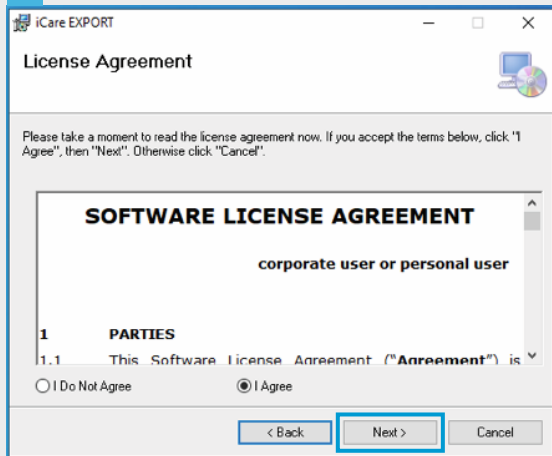 iCare EXPORT
License Agreement
Please take a moment to read the license agreement now. If you accept the terms below, click "I
Agree", then "Next". Otherwise click "Cancel".
SOFTWARE LICENSE AGREEMENT
corporate user or personal user
1 PARTIES
1.1 This Software License Agreement ("Agreement") is
I Do Not Agree
I Agree
< Back
Next >
Cancel